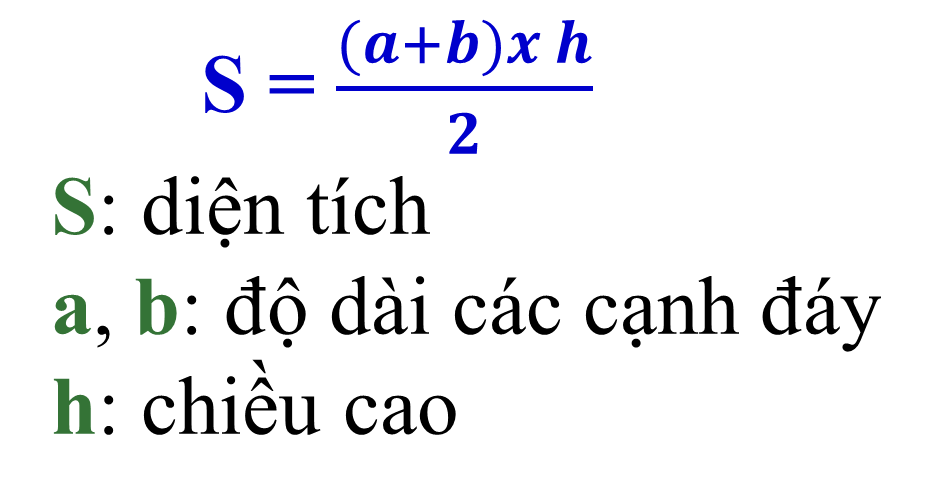 S = (a+b) x h / 2
S: diện tích
a, b: độ dài các cạnh đáy
h: chiều cao